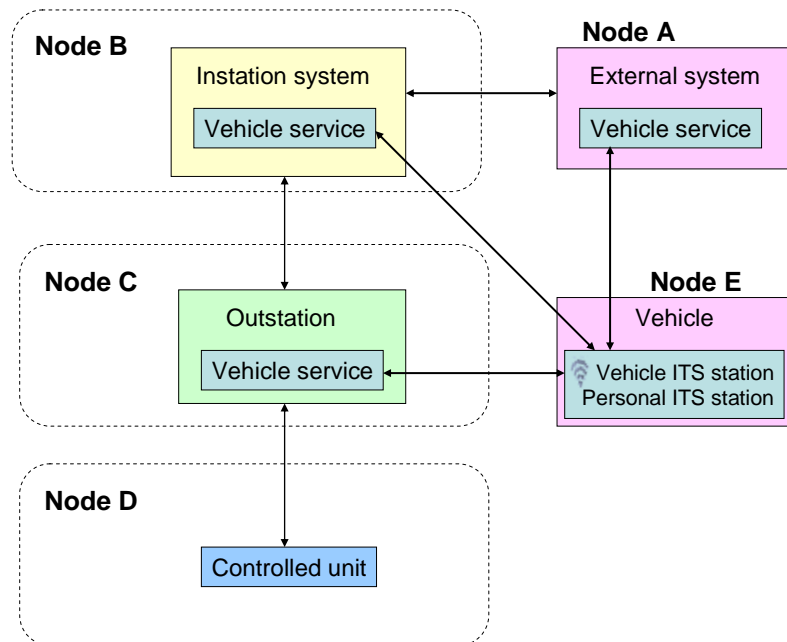 Node A
Node B
Instation system
External system
Vehicle service
Vehicle service
Node C
Node E
Outstation
Vehicle
Vehicle service
Vehicle ITS station
Personal ITS station
Node D
Controlled unit